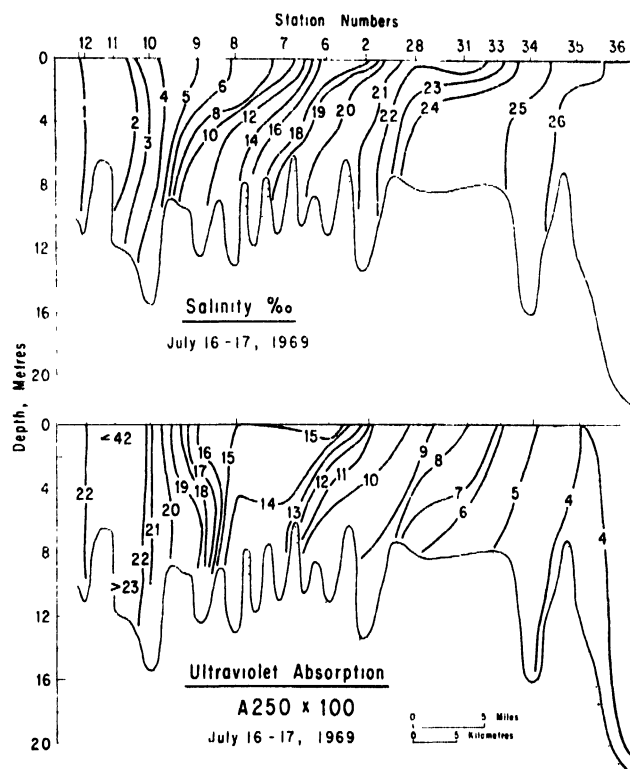 Station Numbers
12 11 10 9 8 7 6 2 28 31 33 34 35 36
0
4
8
12
16
20
1 2 3 4 5 6 8 10 12 14 16 18 19 20 21 22 23 24 25 26
Salinity ‰
July 16-17, 1969
Depth, Metres
0
4
8
12
16
20
≤42
22 >23 22 21 20 19 18 17 16 15 14 15 13 12 11 10 9 8 7 6 5 4 4
Ultraviolet Absorption
A250 x 100
July 16-17, 1969
0 5 Miles
0 5 Kilometres